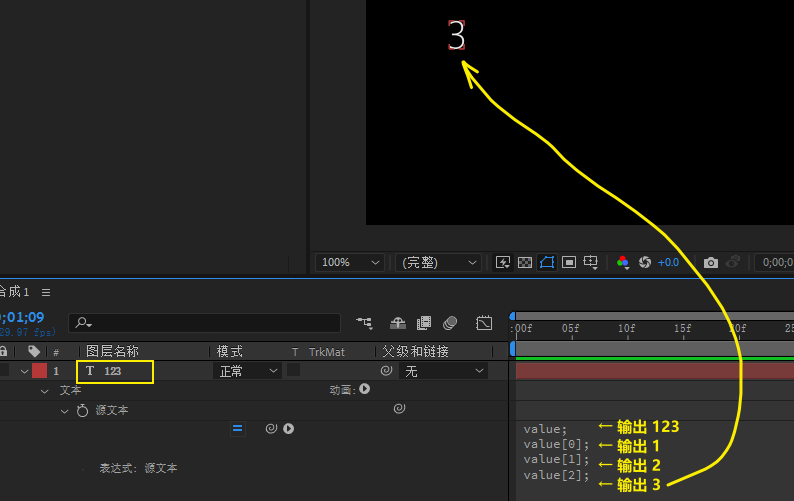 3
100%
(完整)
+0.0
0;00;0
合成 1
0;01;09
29.97 fps)
:00f 05f 10f 15f 20f 25
# 图层名称 模式 T TrkMat 父级和链接
1 T 123 正常 无
文本 动画:
源文本
value; ← 输出 123
value[0]; ← 输出 1
value[1]; ← 输出 2
表达式: 源文本
value[2]; ← 输出 3